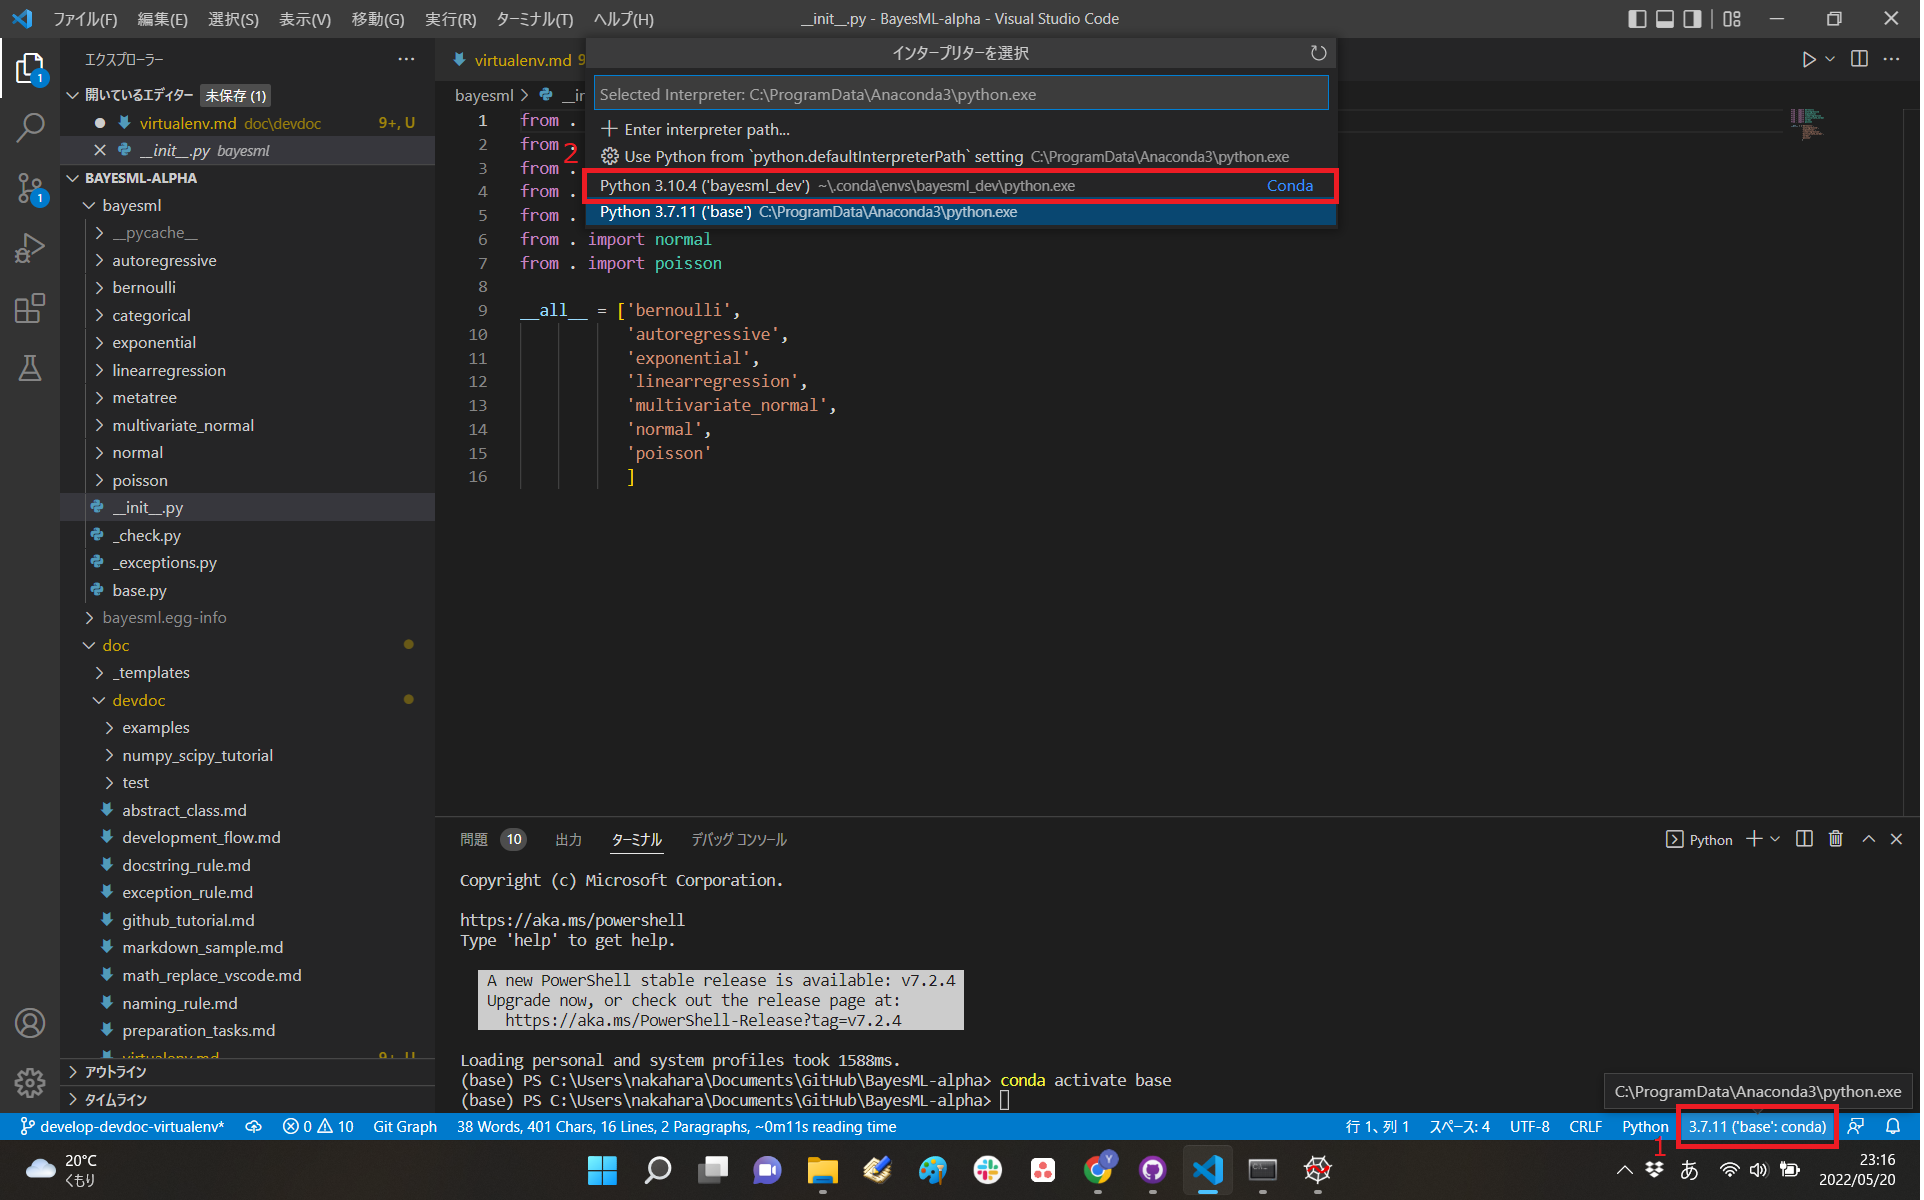 ファイル(F) 編集(E) 選択(S) 表示(V) 移動(G) 実行(R) ターミナル(T) ヘルプ(H)
__init__.py - BayesML-alpha - Visual Studio Code
エクスプローラー
開いているエディター 未保存 (1)
virtualenv.md doc\devdoc 9+, U
__init__.py bayesml
BAYESML-ALPHA
bayesml
__pycache__
autoregressive
bernoulli
categorical
exponential
linearregression
metatree
multivariate_normal
normal
poisson
__init__.py
_check.py
_exceptions.py
base.py
bayesml.egg-info
doc
_templates
devdoc
examples
numpy_scipy_tutorial
test
abstract_class.md
development_flow.md
docstring_rule.md
exception_rule.md
github_tutorial.md
markdown_sample.md
math_replace_vscode.md
naming_rule.md
preparation_tasks.md
virtualenv.md 9+, U
アウトライン
タイムライン
1
1
virtualenv.md 9
bayesml > __in
インタープリターを選択
Selected Interpreter: C:\ProgramData\Anaconda3\python.exe
Enter interpreter path...
2
Use Python from `python.defaultInterpreterPath` setting C:\ProgramData\Anaconda3\python.exe
Python 3.10.4 ('bayesml_dev') ~\.conda\envs\bayesml_dev\python.exe Conda
Python 3.7.11 ('base') C:\ProgramData\Anaconda3\python.exe
1 from .
2 from .
3 from .
4 from .
5 from .
6 from . import normal
7 from . import poisson
8
9 __all__ = ['bernoulli',
10 'autoregressive',
11 'exponential',
12 'linearregression',
13 'multivariate_normal',
14 'normal',
15 'poisson'
16 ]
問題 10 出力 ターミナル デバッグ コンソール
Python
Copyright (c) Microsoft Corporation.
https://aka.ms/powershell
Type 'help' to get help.
A new PowerShell stable release is available: v7.2.4
Upgrade now, or check out the release page at:
https://aka.ms/PowerShell-Release?tag=v7.2.4
Loading personal and system profiles took 1588ms.
(base) PS C:\Users\nakahara\Documents\GitHub\BayesML-alpha> conda activate base
(base) PS C:\Users\nakahara\Documents\GitHub\BayesML-alpha>
C:\ProgramData\Anaconda3\python.exe
develop-devdoc-virtualenv* 0 10 Git Graph 38 Words, 401 Chars, 16 Lines, 2 Paragraphs, ~0m11s reading time 行 1、列 1 スペース: 4 UTF-8 CRLF Python 3.7.11 ('base': conda)
1
20°C
くもり
Y
あ
23:16
2022/05/20